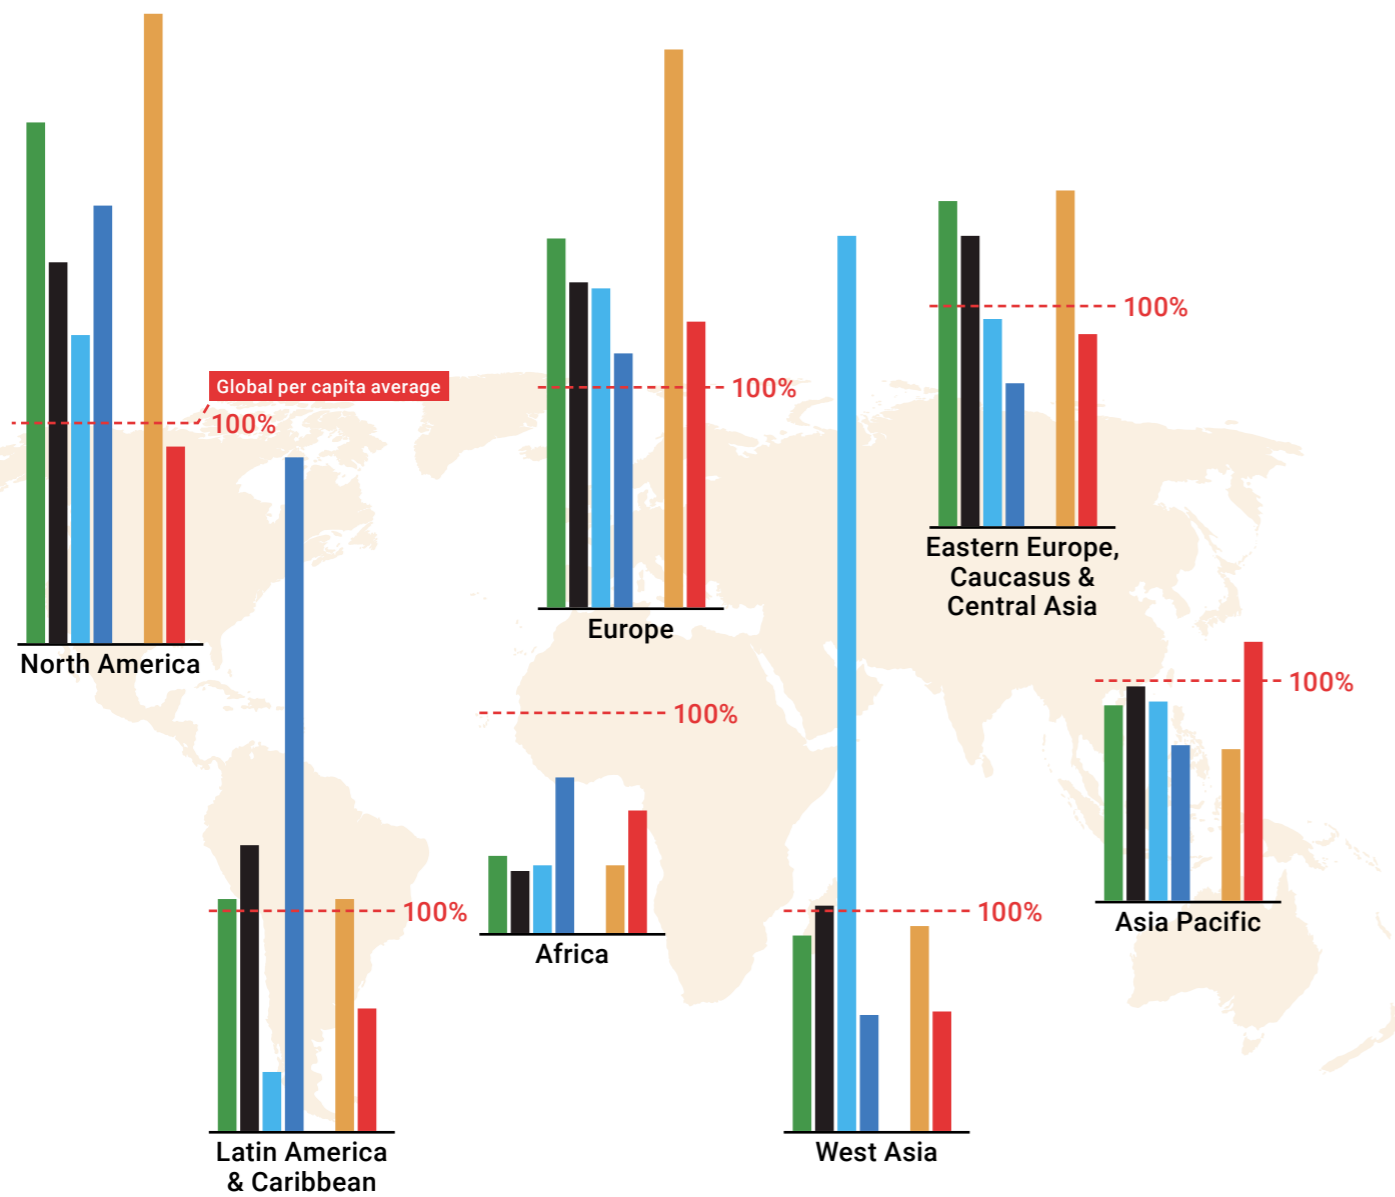 Global per capita average
100%
North America
100%
Europe
100%
Eastern Europe,
Caucasus &
Central Asia
100%
Latin America
& Caribbean
100%
Africa
100%
West Asia
100%
Asia Pacific